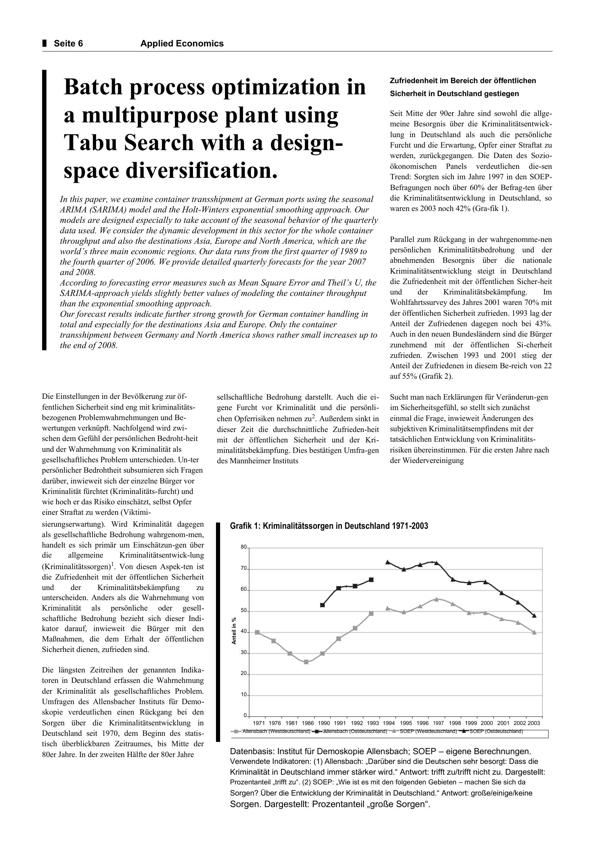 Seite 6
Applied Economics
Batch process optimization in
a multipurpose plant using
Tabu Search with a design-
space diversification.
In this paper, we examine container transshipment at German ports using the seasonal
ARIMA (SARIMA) model and the Holt-Winters exponential smoothing approach. Our
models are designed especially to take account of the seasonal behavior of the quarterly
data used. We consider the dynamic development in this sector for the whole container
throughput and also the destinations Asia, Europe and North America, which are the
world's three main economic regions. Our data runs from the first quarter of 1989 to
the fourth quarter of 2006. We provide detailed quarterly forecasts for the year 2007
and 2008.
According to forecasting error measures such as Mean Square Error and Theil's U, the
SARIMA-approach yields slightly better values of modeling the container throughput
than the exponential smoothing approach.
Our forecast results indicate further strong growth for German container handling in
total and especially for the destinations Asia and Europe. Only the container
transshipment between Germany and North America shows rather small increases up to
the end of 2008.
Zufriedenheit im Bereich der öffentlichen
Sicherheit in Deutschland gestiegen
Seit Mitte der 90er Jahre sind sowohl die allge-
meine Besorgnis über die Kriminalitätsentwick-
lung in Deutschland als auch die persönliche
Furcht und die Erwartung, Opfer einer Straftat zu
werden, zurückgegangen. Die Daten des Sozio-
ökonomischen Panels verdeutlichen die-sen
Trend: Sorgten sich im Jahre 1997 in den SOEP-
Befragungen noch über 60% der Befrag-ten über
die Kriminalitätsentwicklung in Deutschland, so
waren es 2003 noch 42% (Gra-fik 1).
Parallel zum Rückgang in der wahrgenomme-nen
persönlichen Kriminalitätsbedrohung und der
abnehmenden Besorgnis über die nationale
Kriminalitätsentwicklung steigt in Deutschland
die Zufriedenheit mit der öffentlichen Sicher-heit
und der Kriminalitätsbekämpfung. Im
Wohlfahrtssurvey des Jahres 2001 waren 70% mit
der öffentlichen Sicherheit zufrieden. 1993 lag der
Anteil der Zufriedenen dagegen noch bei 43%.
Auch in den neuen Bundesländern sind die Bürger
zunehmend mit der öffentlichen Si-cherheit
zufrieden. Zwischen 1993 und 2001 stieg der
Anteil der Zufriedenen in diesem Be-reich von 22
auf 55% (Grafik 2).
Die Einstellungen in der Bevölkerung zur öf-
fentlichen Sicherheit sind eng mit kriminalitäts-
bezogenen Problemwahrnehmungen und Be-
wertungen verknüpft. Nachfolgend wird zwi-
schen dem Gefühl der persönlichen Bedroht-heit
und der Wahrnehmung von Kriminalität als
gesellschaftliches Problem unterschieden. Un-ter
persönlicher Bedrohtheit subsumieren sich Fragen
darüber, inwieweit sich der einzelne Bürger vor
Kriminalität fürchtet (Kriminalitäts-furcht) und
wie hoch er das Risiko einschätzt, selbst Opfer
einer Straftat zu werden (Viktimi-
sierungserwartung). Wird Kriminalität dagegen
als gesellschaftliche Bedrohung wahrgenom-men,
handelt es sich primär um Einschätzun-gen über
die allgemeine Kriminalitätsentwick-lung
(Kriminalitätssorgen)1. Von diesen Aspek-ten ist
die Zufriedenheit mit der öffentlichen Sicherheit
und der Kriminalitätsbekämpfung zu
unterscheiden. Anders als die Wahrnehmung von
Kriminalität als persönliche oder gesell-
schaftliche Bedrohung bezieht sich dieser Indi-
kator darauf, inwieweit die Bürger mit den
Maßnahmen, die dem Erhalt der öffentlichen
Sicherheit dienen, zufrieden sind.
Die längsten Zeitreihen der genannten Indika-
toren in Deutschland erfassen die Wahrnehmung
der Kriminalität als gesellschaftliches Problem.
Umfragen des Allensbacher Instituts für Demo-
skopie verdeutlichen einen Rückgang bei den
Sorgen über die Kriminalitätsentwicklung in
Deutschland seit 1970, dem Beginn des statis-
tisch überblickbaren Zeitraumes, bis Mitte der
80er Jahre. In der zweiten Hälfte der 80er Jahre
sellschaftliche Bedrohung darstellt. Auch die ei-
gene Furcht vor Kriminalität und die persönli-
chen Opferrisiken nehmen zu2. Außerdem sinkt in
dieser Zeit die durchschnittliche Zufrieden-heit
mit der öffentlichen Sicherheit und der Kri-
minalitätsbekämpfung. Dies bestätigen Umfra-gen
des Mannheimer Instituts
Sucht man nach Erklärungen für Veränderun-gen
im Sicherheitsgefühl, so stellt sich zunächst
einmal die Frage, inwieweit Änderungen des
subjektiven Kriminalitätsempfindens mit der
tatsächlichen Entwicklung von Kriminalitäts-
risiken übereinstimmen. Für die ersten Jahre nach
der Wiedervereinigung
Grafik 1: Kriminalitätssorgen in Deutschland 1971-2003
Anteil in %
80
70
60
50
40
30
20
10
0
1971 1976 1981 1986 1990 1991 1992 1993 1994 1995 1996 1997 1998 1999 2000 2001 2002 2003
Allensbach (Westdeutschland) Allensbach (Ostdeutschland) SOEP (Westdeutschland) SOEP (Ostdeutschland)
Datenbasis: Institut für Demoskopie Allensbach; SOEP – eigene Berechnungen.
Verwendete Indikatoren: (1) Allensbach: „Darüber sind die Deutschen sehr besorgt: Dass die
Kriminalität in Deutschland immer stärker wird.“ Antwort: trifft zu/trifft nicht zu. Dargestellt:
Prozentanteil „trifft zu“. (2) SOEP: „Wie ist es mit den folgenden Gebieten – machen Sie sich da
Sorgen? Über die Entwicklung der Kriminalität in Deutschland.“ Antwort: große/einige/keine
Sorgen. Dargestellt: Prozentanteil „große Sorgen“.